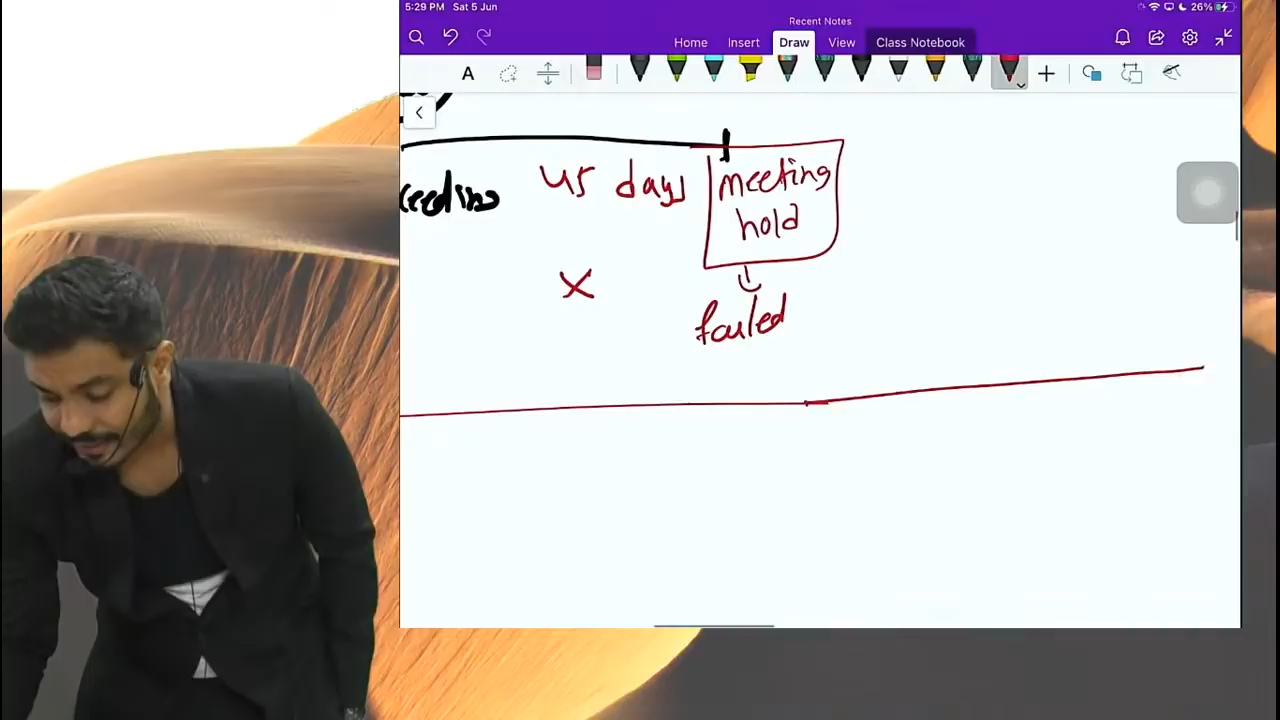 5:29 PM Sat 5 Jun
26%
Recent Notes
Home Insert Draw View Class Notebook
A
45 days
meeting
hold
X
failed